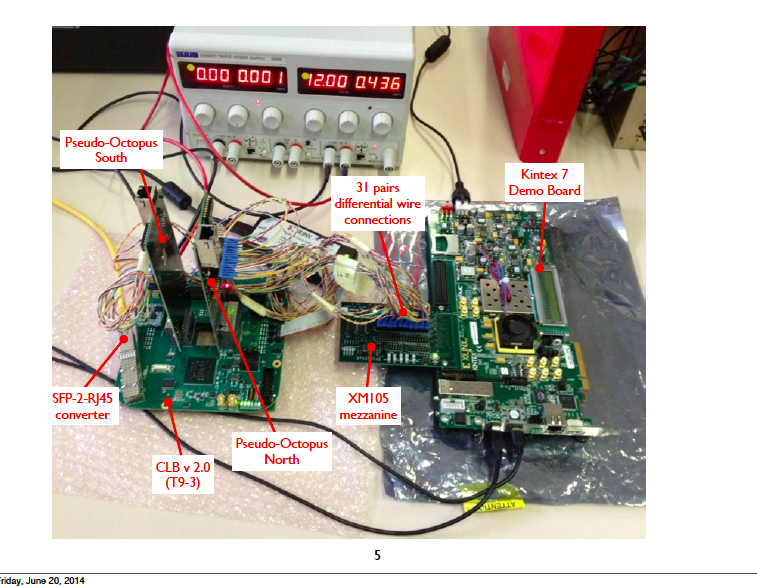 0.00 0.001 12.00 0.436
Pseudo-Octopus
South
31 pairs
differential wire
connections
Kintex 7
Demo Board
XILINX
SFP-2-RJ45
converter
XM105
mezzanine
Pseudo-Octopus
North
CLB v 2.0
(T9-3)
ATTENTI
5
Friday, June 20, 2014